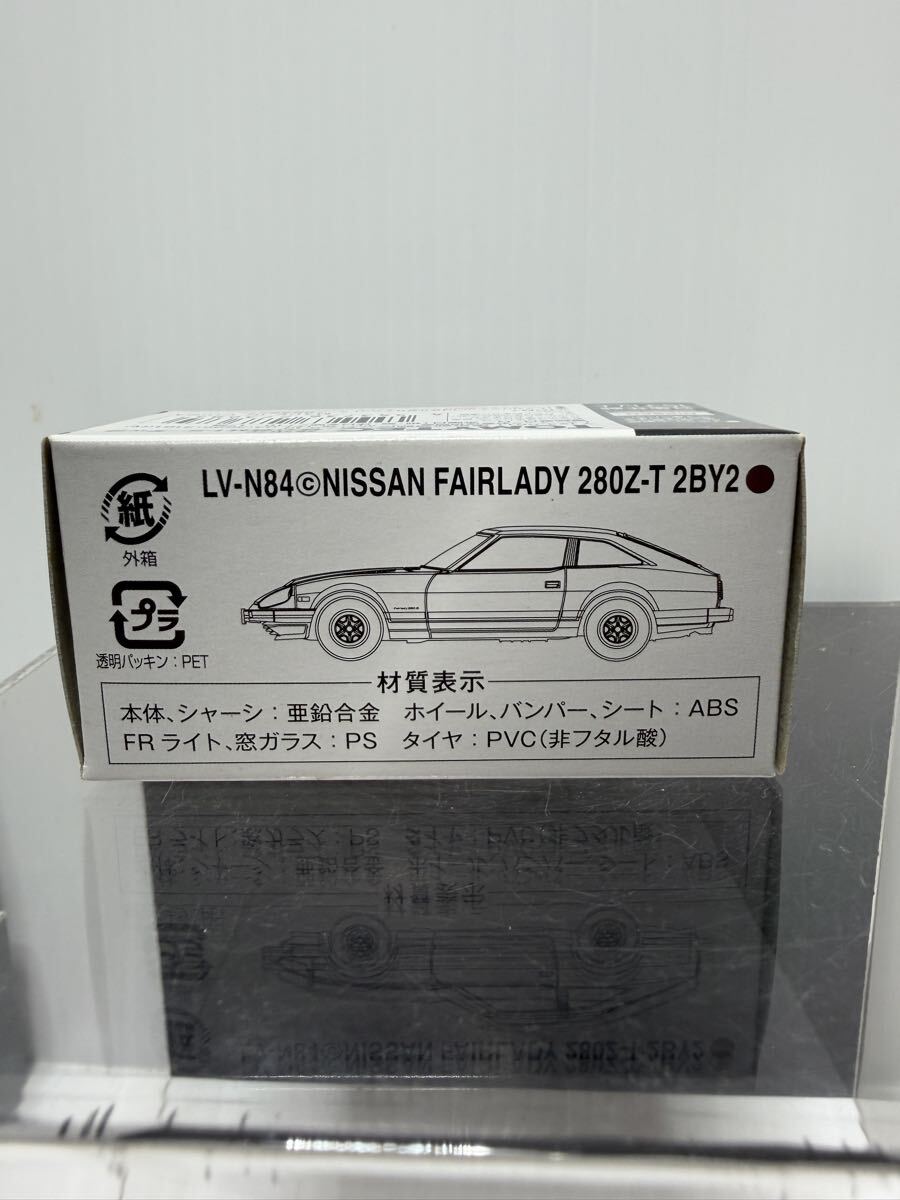 LV-N84©NISSAN FAIRLADY 280Z-T 2BY2
紙
外箱
プラ
透明パッキン：PET
材質表示
本体、シャーシ：亜鉛合金 ホイール、バンパー、シート：ABS
FRライト、窓ガラス：PS タイヤ：PVC(非フタル酸)